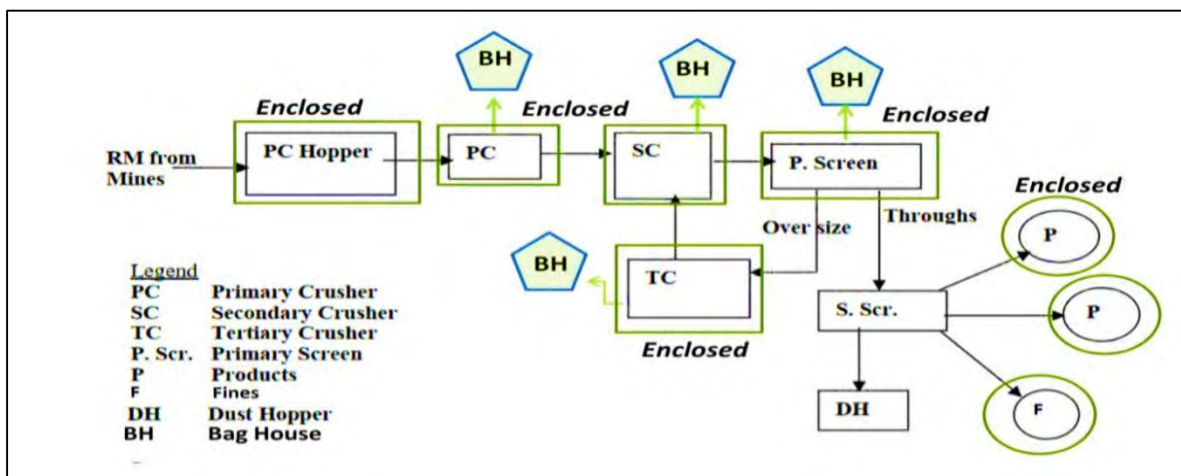 BH
BH
BH
Enclosed
Enclosed
Enclosed
Enclosed
RM from
Mines
PC Hopper
PC
SC
P. Screen
Enclosed
Over size
Throughs
P
BH
TC
P
S. Scr.
Enclosed
DH
F
Legend
PC Primary Crusher
SC Secondary Crusher
TC Tertiary Crusher
P. Scr. Primary Screen
P Products
F Fines
DH Dust Hopper
BH Bag House